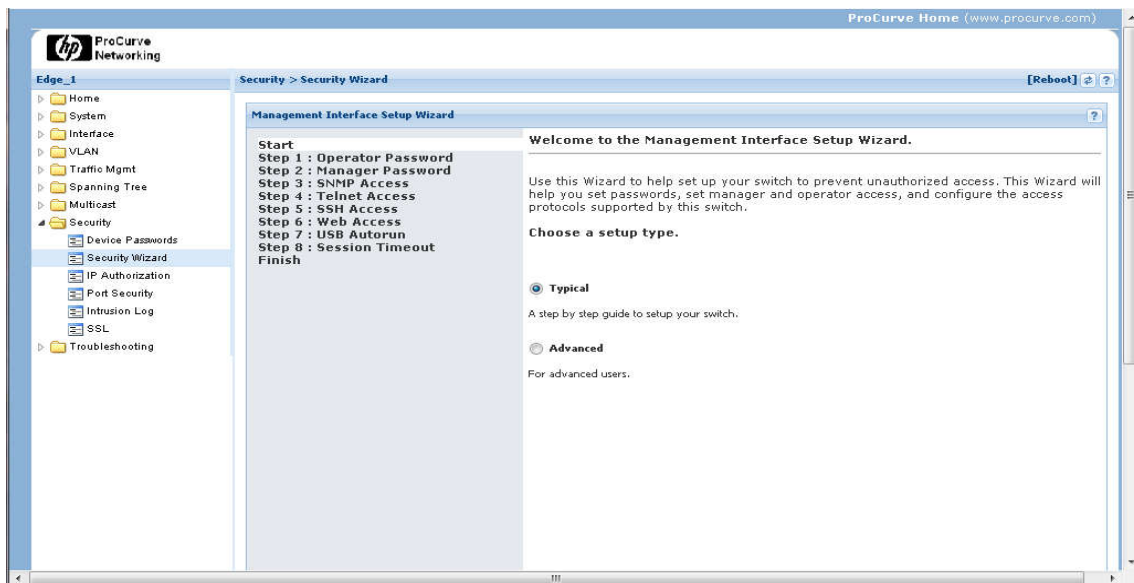 ProCurve Home (www.procurve.com)
hp
ProCurve
Networking
Edge_1
Security > Security Wizard
[Reboot]
?
Home
System
Interface
VLAN
Traffic Mgmt
Spanning Tree
Multicast
Security
Device Passwords
Security Wizard
IP Authorization
Port Security
Intrusion Log
SSL
Troubleshooting
Management Interface Setup Wizard
?
Start
Step 1 : Operator Password
Step 2 : Manager Password
Step 3 : SNMP Access
Step 4 : Telnet Access
Step 5 : SSH Access
Step 6 : Web Access
Step 7 : USB Autorun
Step 8 : Session Timeout
Finish
Welcome to the Management Interface Setup Wizard.
Use this Wizard to help set up your switch to prevent unauthorized access. This Wizard will
help you set passwords, set manager and operator access, and configure the access
protocols supported by this switch.
Choose a setup type.
Typical
A step by step guide to setup your switch.
Advanced
For advanced users.